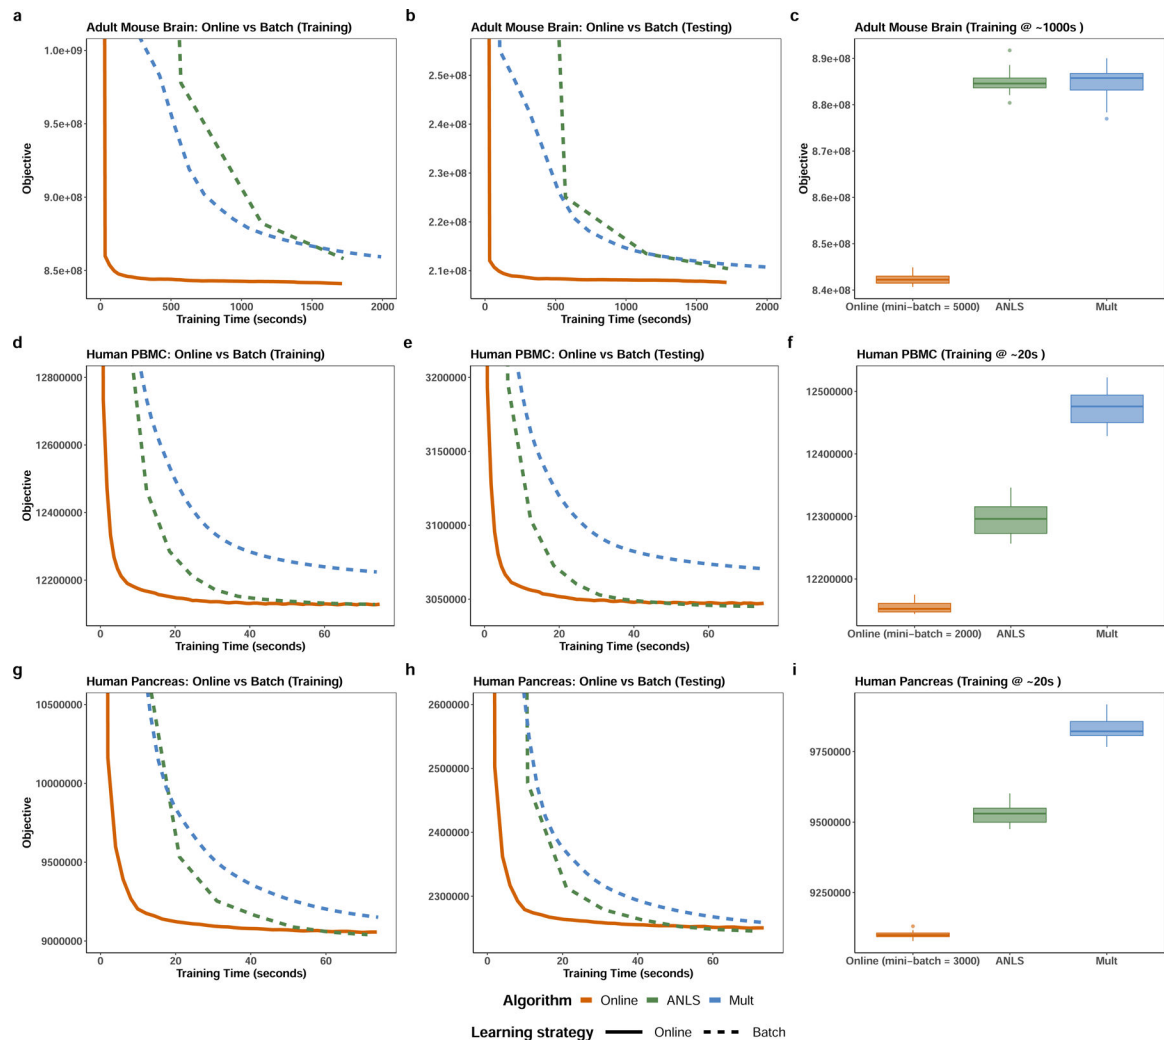 a
Adult Mouse Brain: Online vs Batch (Training)
1.0e+09
9.5e+08
9.0e+08
8.5e+08
Objective
0
500
1000
1500
2000
Training Time (seconds)
b
Adult Mouse Brain: Online vs Batch (Testing)
2.5e+08
2.4e+08
2.3e+08
2.2e+08
2.1e+08
0
500
1000
1500
2000
Training Time (seconds)
c
Adult Mouse Brain (Training @ ~1000s )
8.9e+08
8.8e+08
8.7e+08
8.6e+08
8.5e+08
8.4e+08
Objective
Online (mini−batch = 5000)
ANLS
Mult
d
Human PBMC: Online vs Batch (Training)
12800000
12600000
12400000
12200000
Objective
0
20
40
60
Training Time (seconds)
e
Human PBMC: Online vs Batch (Testing)
3200000
3150000
3100000
3050000
0
20
40
60
Training Time (seconds)
f
Human PBMC (Training @ ~20s )
12500000
12400000
12300000
12200000
Objective
Online (mini−batch = 2000)
ANLS
Mult
g
Human Pancreas: Online vs Batch (Training)
10500000
10000000
9500000
9000000
Objective
0
20
40
60
Training Time (seconds)
h
Human Pancreas: Online vs Batch (Testing)
2600000
2500000
2400000
2300000
0
20
40
60
Training Time (seconds)
i
Human Pancreas (Training @ ~20s )
9750000
9500000
9250000
Objective
Online (mini−batch = 3000)
ANLS
Mult
Algorithm Online ANLS Mult
Learning strategy Online Batch